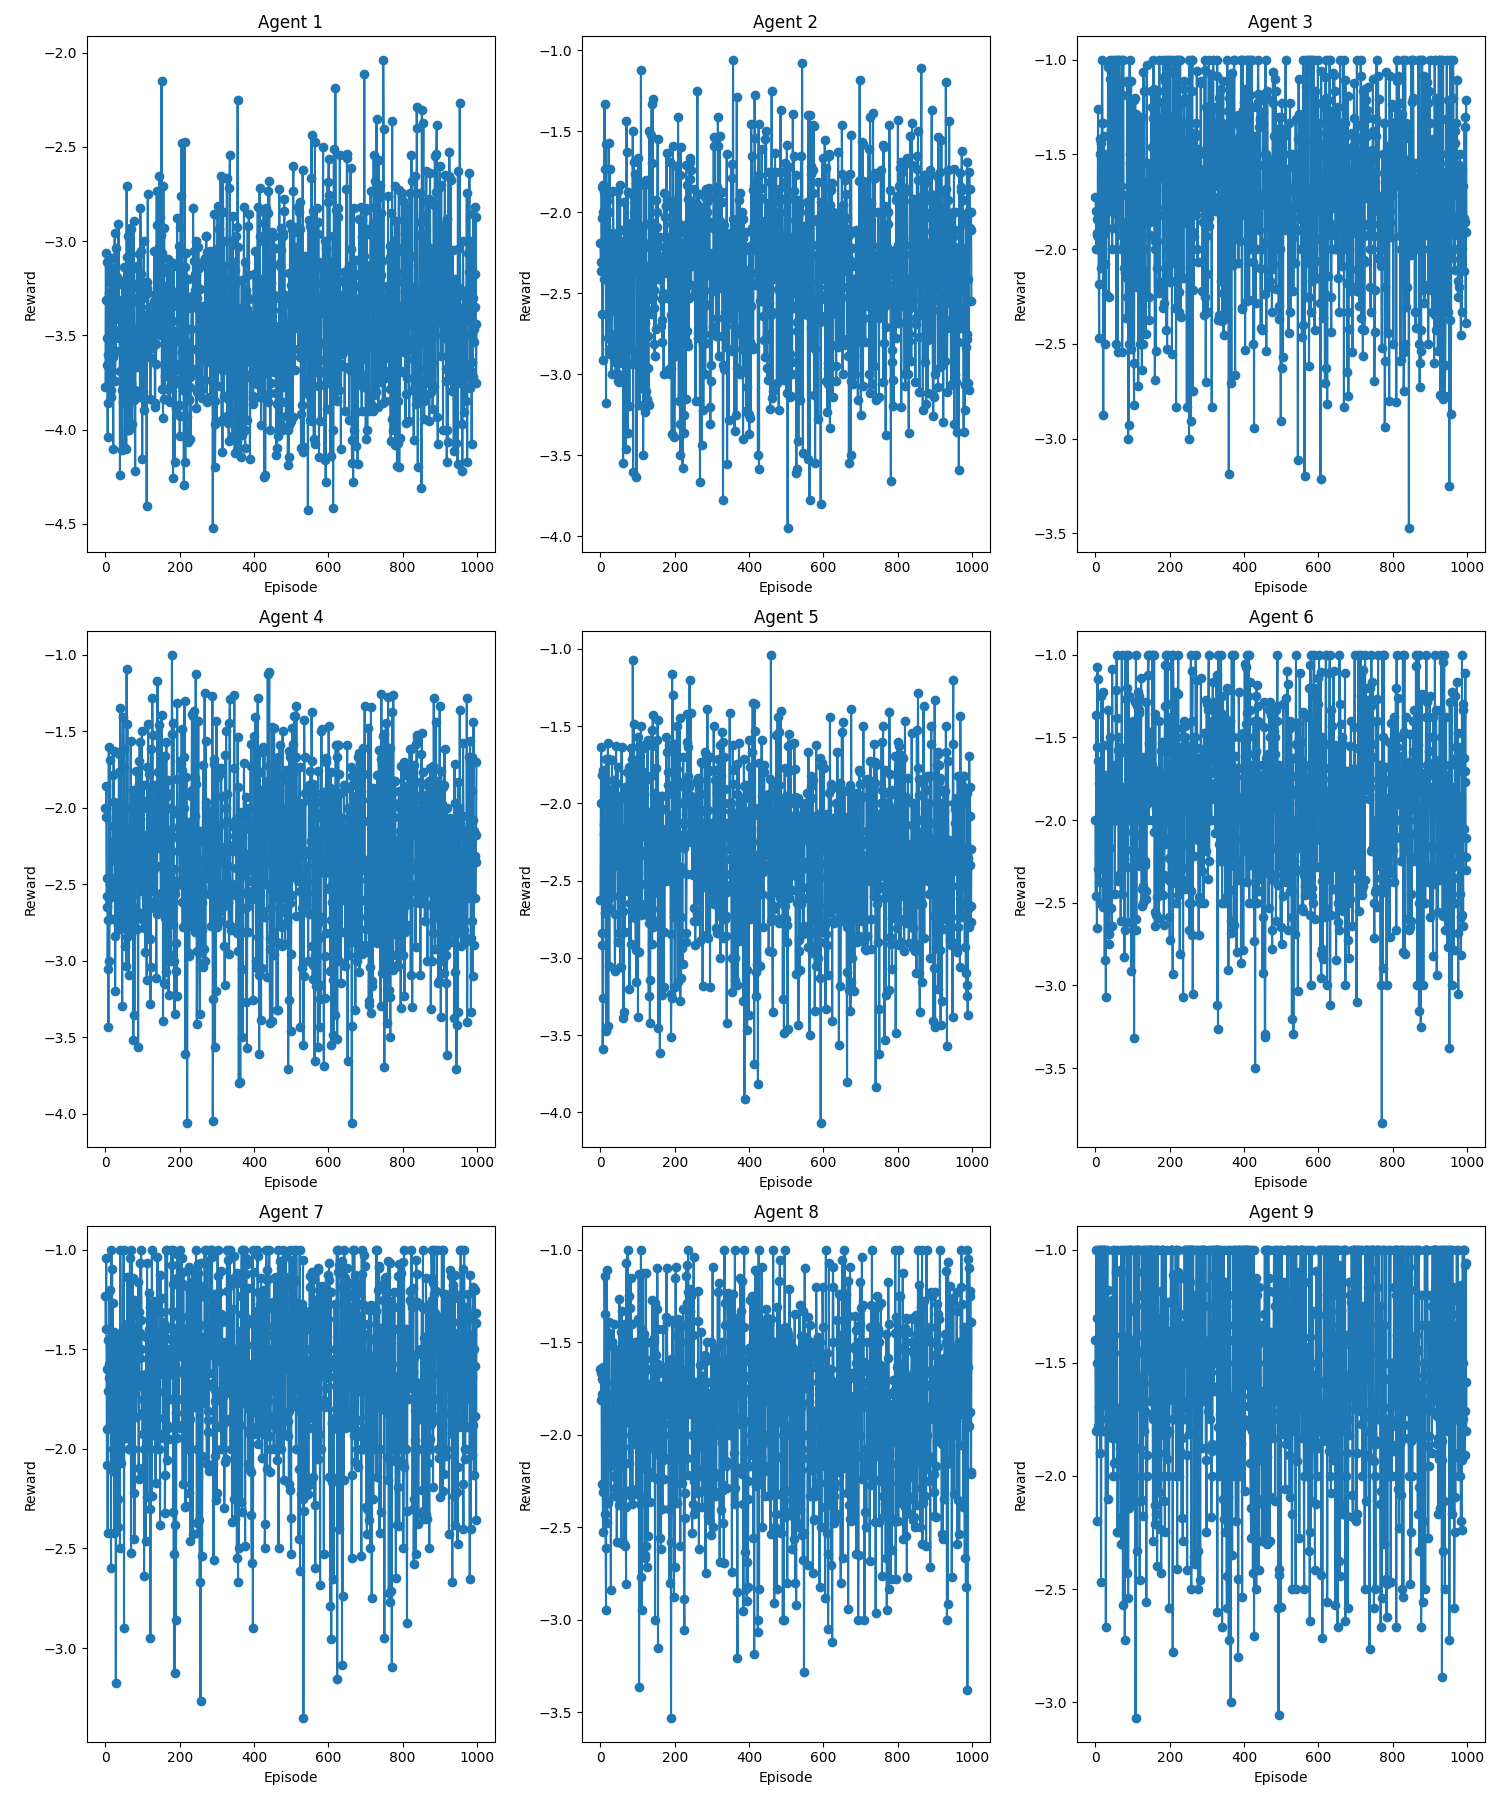 Agent 1 Agent 2 Agent 3
−2.0 −1.0 −1.0
−2.5 −1.5 −1.5
−3.0 −2.0 −2.0
−3.5 −2.5 −2.5
−4.0 −3.0 −3.0
−4.5 −3.5 −3.5
−4.0
Reward Reward Reward
0 200 400 600 800 1000 0 200 400 600 800 1000 0 200 400 600 800 1000
Episode Episode Episode
Agent 4 Agent 5 Agent 6
−1.0 −1.0 −1.0
−1.5 −1.5 −1.5
−2.0 −2.0 −2.0
−2.5 −2.5 −2.5
−3.0 −3.0 −3.0
−3.5 −3.5 −3.5
−4.0 −4.0
Reward Reward Reward
0 200 400 600 800 1000 0 200 400 600 800 1000 0 200 400 600 800 1000
Episode Episode Episode
Agent 7 Agent 8 Agent 9
−1.0 −1.0 −1.0
−1.5 −1.5 −1.5
−2.0 −2.0 −2.0
−2.5 −2.5 −2.5
−3.0 −3.0 −3.0
−3.5
Reward Reward Reward
0 200 400 600 800 1000 0 200 400 600 800 1000 0 200 400 600 800 1000
Episode Episode Episode